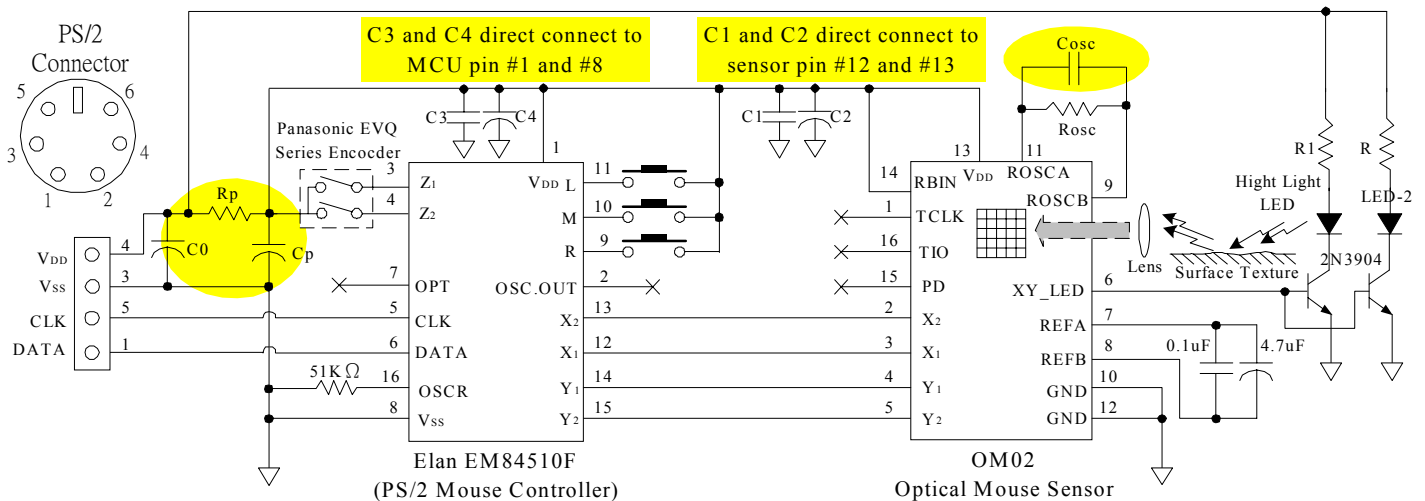 PS/2
Connector
5
6
3
4
1
2
C3 and C4 direct connect to
MCU pin #1 and #8
C1 and C2 direct connect to
sensor pin #12 and #13
Cosc
Rosc
C3
C4
C1
C2
Panasonic EVQ
Series Encocder
Rp
C0
Cp
VDD
4
VSS
3
CLK
5
DATA
1
51KΩ
1
3
Z1
4
Z2
7
OPT
5
CLK
6
DATA
16
OSCR
8
VSS
VDD
L
11
M
10
R
9
OSC.OUT
2
X2
13
X1
12
Y1
14
Y2
15
Elan EM84510F
(PS/2 Mouse Controller)
13
11
VDD
ROSCA
14
RBIN
1
TCLK
16
TIO
15
PD
2
X2
3
X1
4
Y1
5
Y2
ROSCB
9
XY_LED
6
REFA
7
REFB
8
GND
10
GND
12
OM02
Optical Mouse Sensor
Lens
Surface Texture
Hight Light
LED
R1
R
LED-2
2N3904
0.1uF
4.7uF